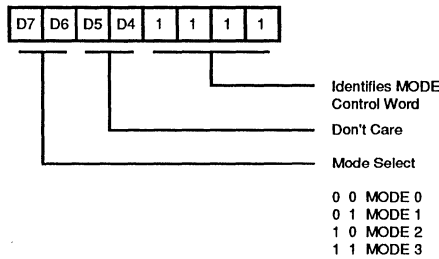 D7 D6 D5 D4 1 1 1 1
Identifies MODE
Control Word
Don't Care
Mode Select
0 0 MODE 0
0 1 MODE 1
1 0 MODE 2
1 1 MODE 3